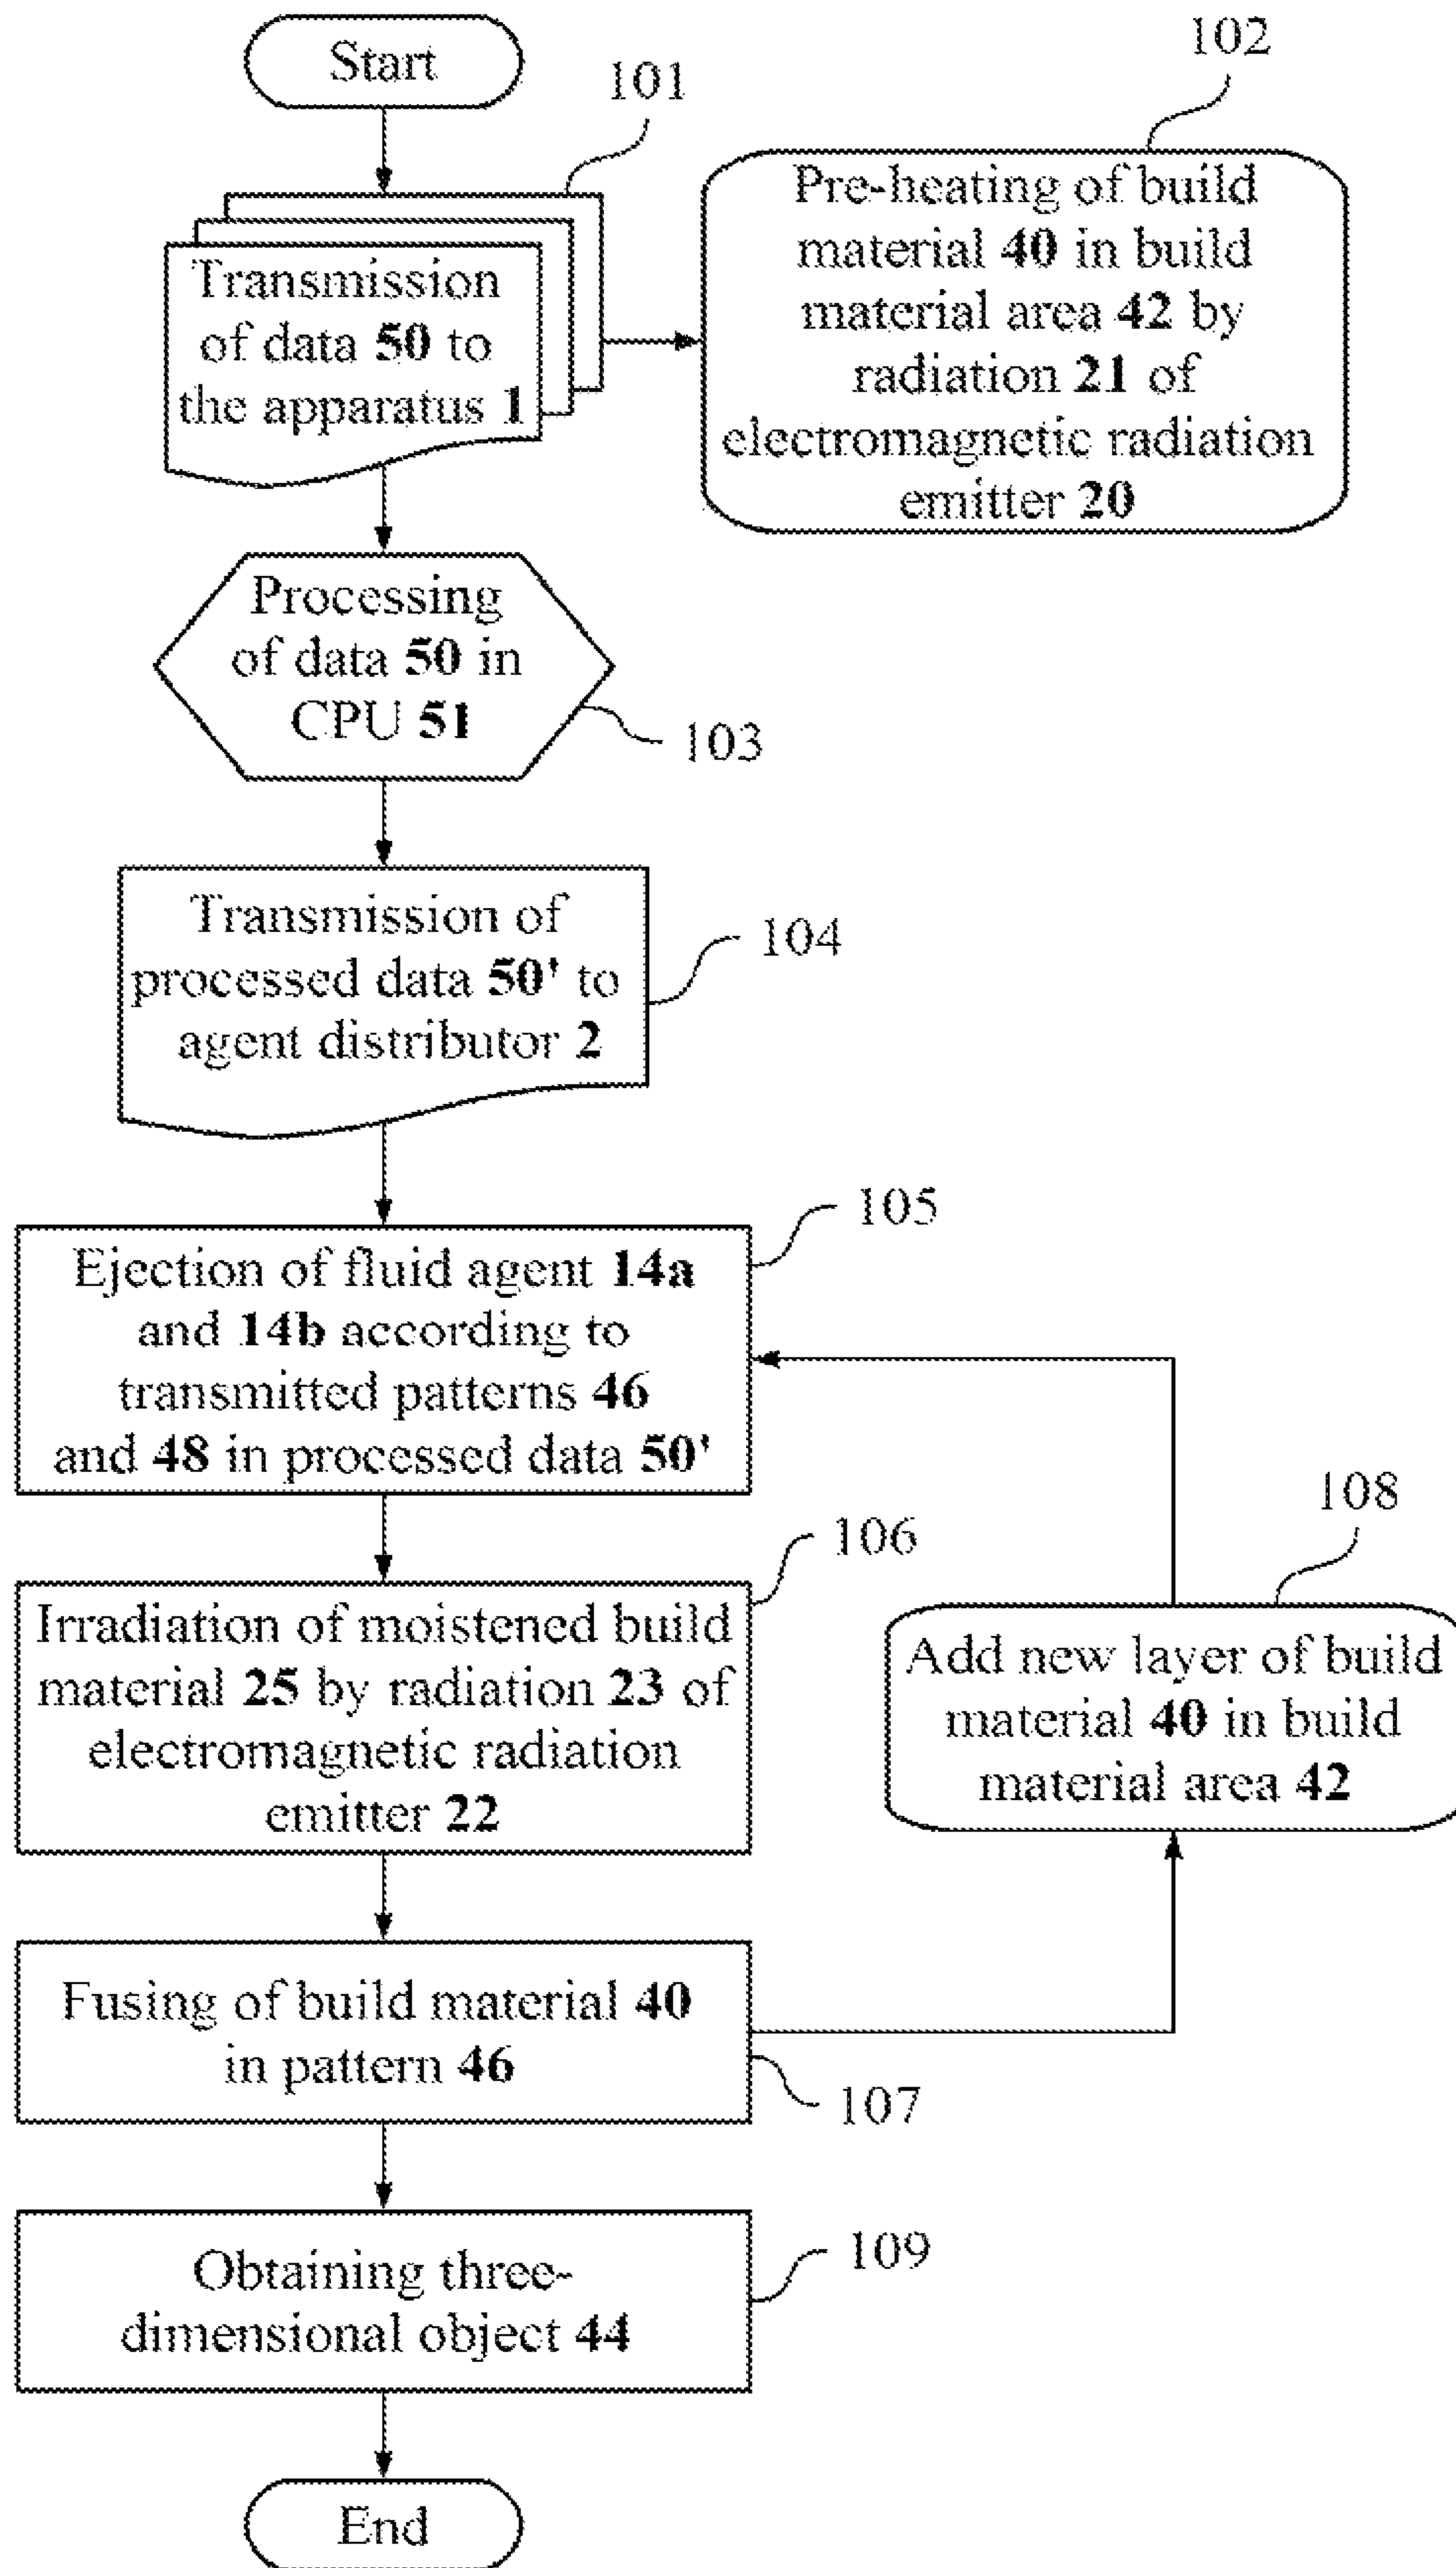 Start
101
102
Transmission
of data 50 to
the apparatus 1
Pre-heating of build
material 40 in build
material area 42 by
radiation 21 of
electromagnetic radiation
emitter 20
Processing
of data 50 in
CPU 51
103
Transmission of
processed data 50'  to
agent distributor 2
104
Ejection of fluid agent 14a
and 14b according to
transmitted patterns 46
and 48 in processed data 50'
105
Irradiation of moistened build
material 25 by radiation 23 of
electromagnetic radiation
emitter 22
106
108
Add new layer of build
material 40 in build
material area 42
Fusing of build material 40
in pattern 46
107
Obtaining three-
dimensional object 44
109
End